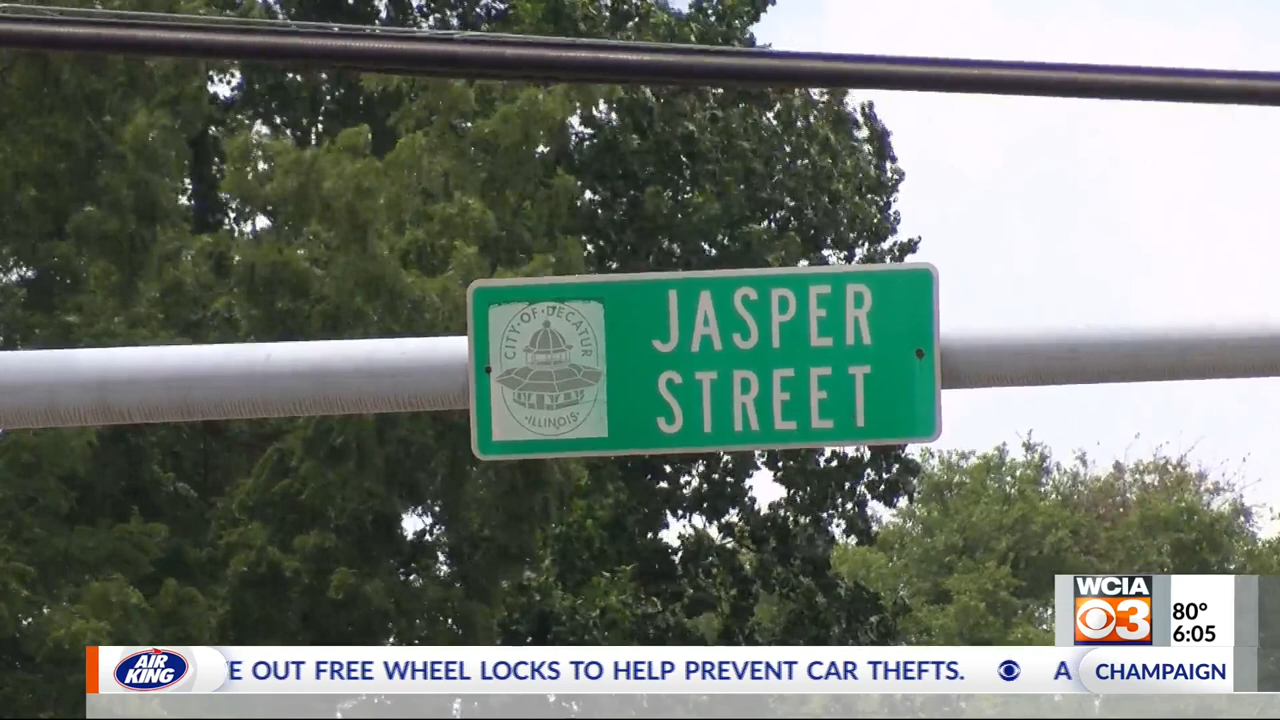 CITY·OF·DECATUR
·ILLINOIS·
JASPER
STREET
WCIA
3
80°
6:05
AIR
KING
E OUT FREE WHEEL LOCKS TO HELP PREVENT CAR THEFTS.
A
CHAMPAIGN